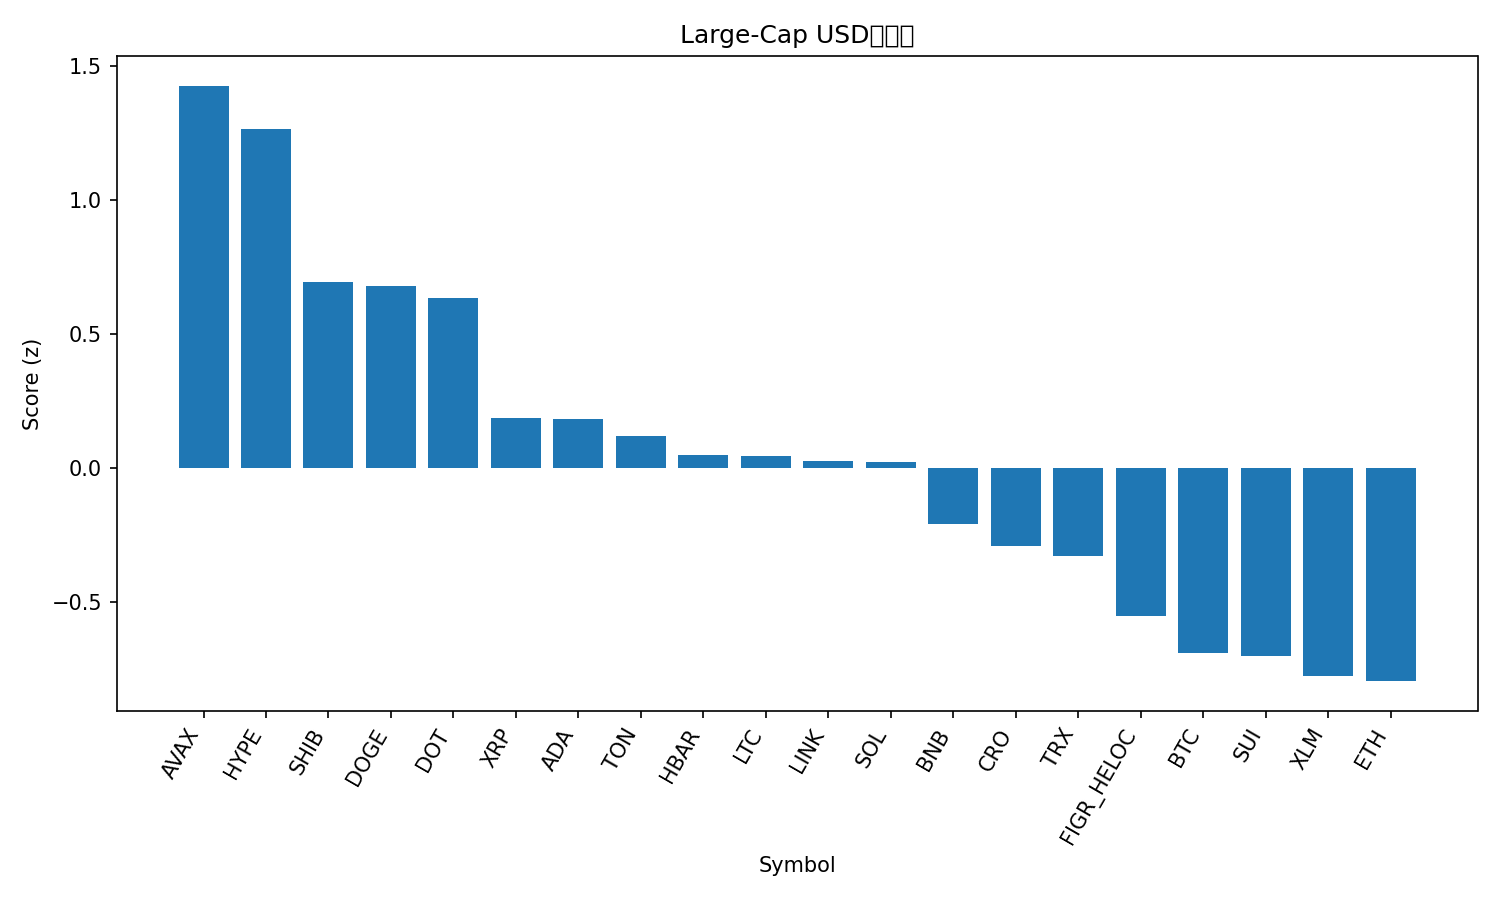 Large-Cap USD
1.5
1.0
0.5
0.0
−0.5
Score (z)
AVAX
HYPE
SHIB
DOGE
DOT
XRP
ADA
TON
HBAR
LTC
LINK
SOL
BNB
CRO
TRX
FIGR_HELOC
BTC
SUI
XLM
ETH
Symbol